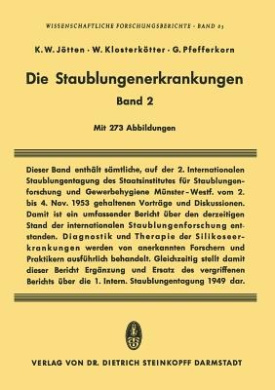 WISSENSCHAFTLICHE FORSCHUNGSBERICHTE · BAND 63
K. W. Jötten · W. Klosterkötter · G. Pfefferkorn
Die Staublungenerkrankungen
Band 2
Mit 273 Abbildungen
Dieser Band enthält sämtliche, auf der 2. Internationalen
Staublungentagung des Staatsinstitutes für Staublungen-
forschung und Gewerbehygiene Münster-Westf. vom 2.
bis 4. Nov. 1953 gehaltenen Vorträge und Diskussionen.
Damit ist ein umfassender Bericht über den derzeitigen
Stand der internationalen Staublungenforschung ent-
standen. Diagnostik und Therapie der Silikoseer-
krankungen werden von anerkannten Forschern und
Praktikern ausführlich behandelt. Gleichzeitig stellt damit
dieser Bericht Ergänzung und Ersatz des vergriffenen
Berichts über die 1. Intern. Staublungentagung 1949 dar.
VERLAG VON DR. DIETRICH STEINKOPFF DARMSTADT